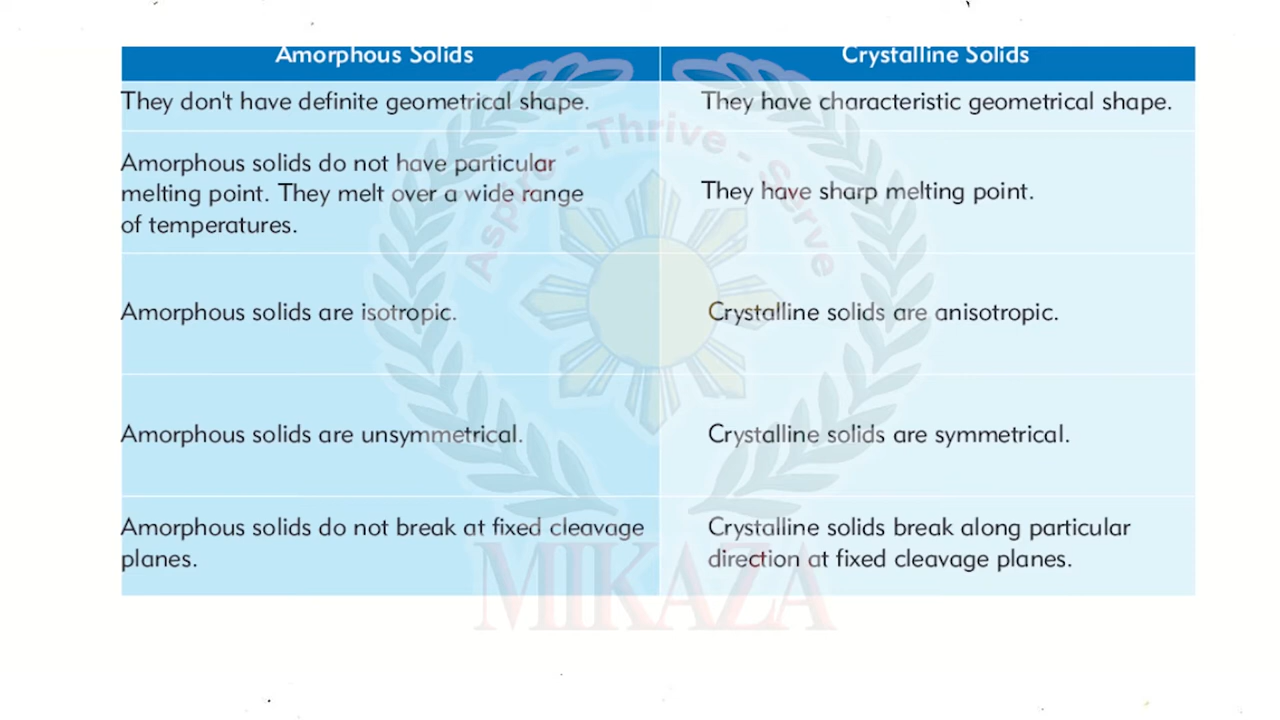 Amorphous Solids
Crystalline Solids
They don't have definite geometrical shape.
They have characteristic geometrical shape.
Amorphous solids do not have particular
melting point. They melt over a wide range
of temperatures.
They have sharp melting point.
Amorphous solids are isotropic.
Crystalline solids are anisotropic.
Amorphous solids are unsymmetrical.
Crystalline solids are symmetrical.
Amorphous solids do not break at fixed cleavage
planes.
Crystalline solids break along particular
direction at fixed cleavage planes.
Aspire - Thrive - Serve
MIKAZA